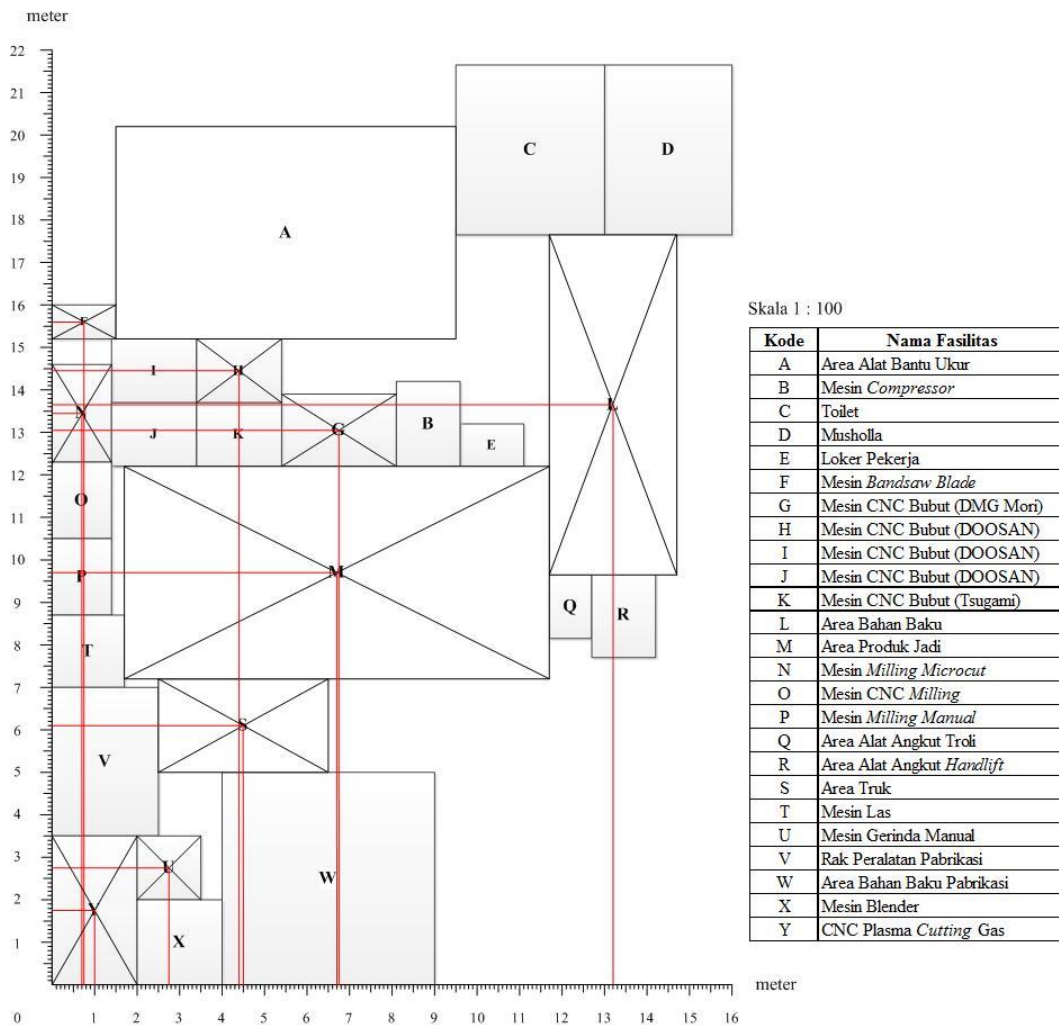 meter
22
21
20
19
18
17
16
15
14
13
12
11
10
9
8
7
6
5
4
3
2
1
0
1 2 3 4 5 6 7 8 9 10 11 12 13 14 15 16
meter
C
D
A
F
I
H
L
N
J
K
G
B
E
O
P
M
Q
R
T
S
V
U
W
Y
X
Skala 1 : 100
Kode Nama Fasilitas
A Area Alat Bantu Ukur
B Mesin Compressor
C Toilet
D Musholla
E Loker Pekerja
F Mesin Bandsaw Blade
G Mesin CNC Bubut (DMG Mori)
H Mesin CNC Bubut (DOOSAN)
I Mesin CNC Bubut (DOOSAN)
J Mesin CNC Bubut (DOOSAN)
K Mesin CNC Bubut (Tsugami)
L Area Bahan Baku
M Area Produk Jadi
N Mesin Milling Microcut
O Mesin CNC Milling
P Mesin Milling Manual
Q Area Alat Angkut Troli
R Area Alat Angkut Handlift
S Area Truk
T Mesin Las
U Mesin Gerinda Manual
V Rak Peralatan Pabrikasi
W Area Bahan Baku Pabrikasi
X Mesin Blender
Y CNC Plasma Cutting Gas